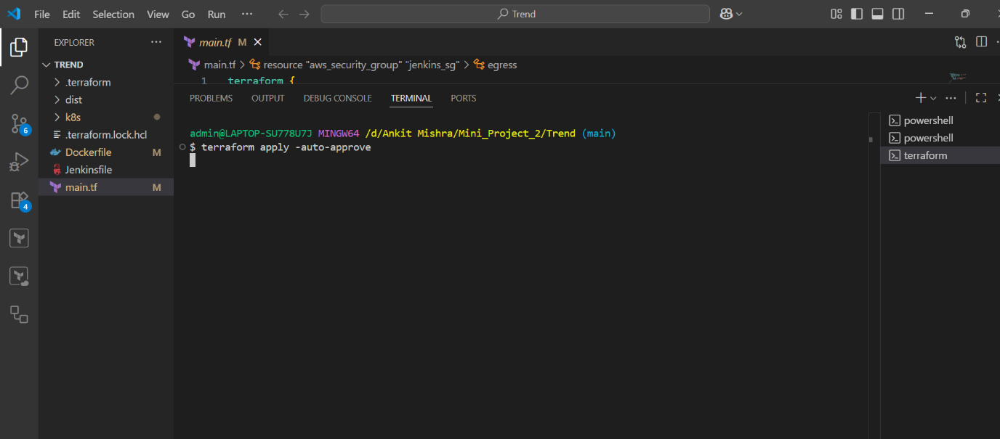 File Edit Selection View Go Run ··· Trend
EXPLORER ···
TREND
.terraform
dist
k8s
.terraform.lock.hcl
Dockerfile M
Jenkinsfile
main.tf M
6
4
main.tf M
main.tf > resource "aws_security_group" "jenkins_sg" > egress
1 terraform {
PROBLEMS OUTPUT DEBUG CONSOLE TERMINAL PORTS
admin@LAPTOP-SU778U7J MINGW64 /d/Ankit Mishra/Mini_Project_2/Trend (main)
$ terraform apply -auto-approve
powershell
powershell
terraform